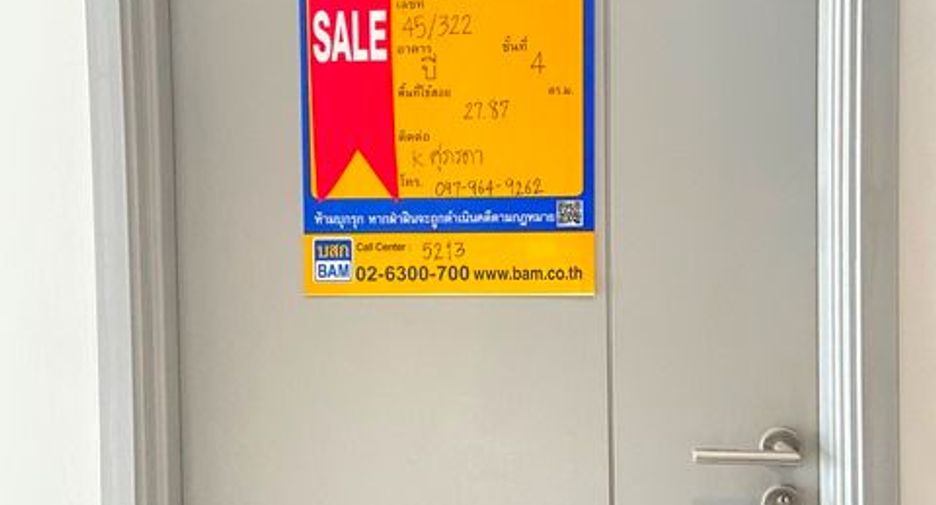 SALE
เลขที่
45/322
อาคาร ชั้นที่
บี 4
พื้นที่ใช้สอย ตร.ม.
27.87
ติดต่อ
K ศุภรดา
โทร. 097-964-9262
ห้ามบุกรุก หากฝ่าฝืนจะถูกดำเนินคดีตามกฎหมาย
บสก Call Center : 5213
BAM 02-6300-700 www.bam.co.th